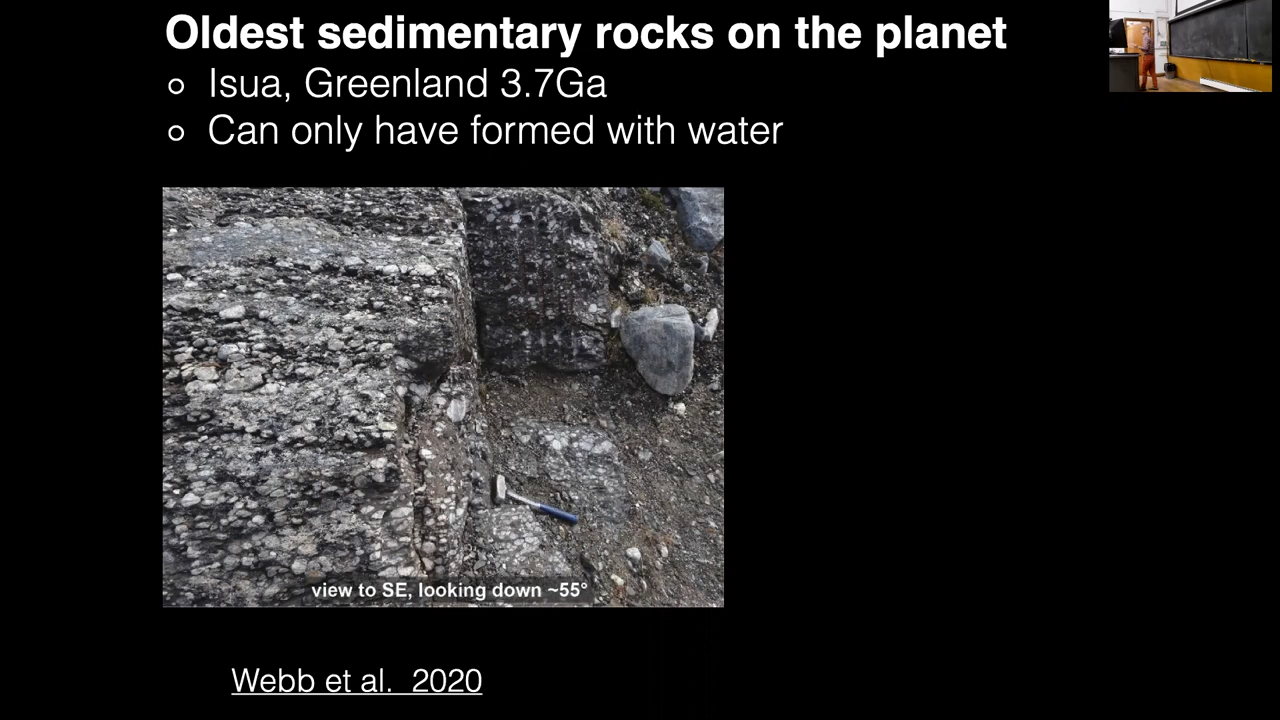 Oldest sedimentary rocks on the planet
Isua, Greenland 3.7Ga
Can only have formed with water
view to SE, looking down ~55°
Webb et al. 2020